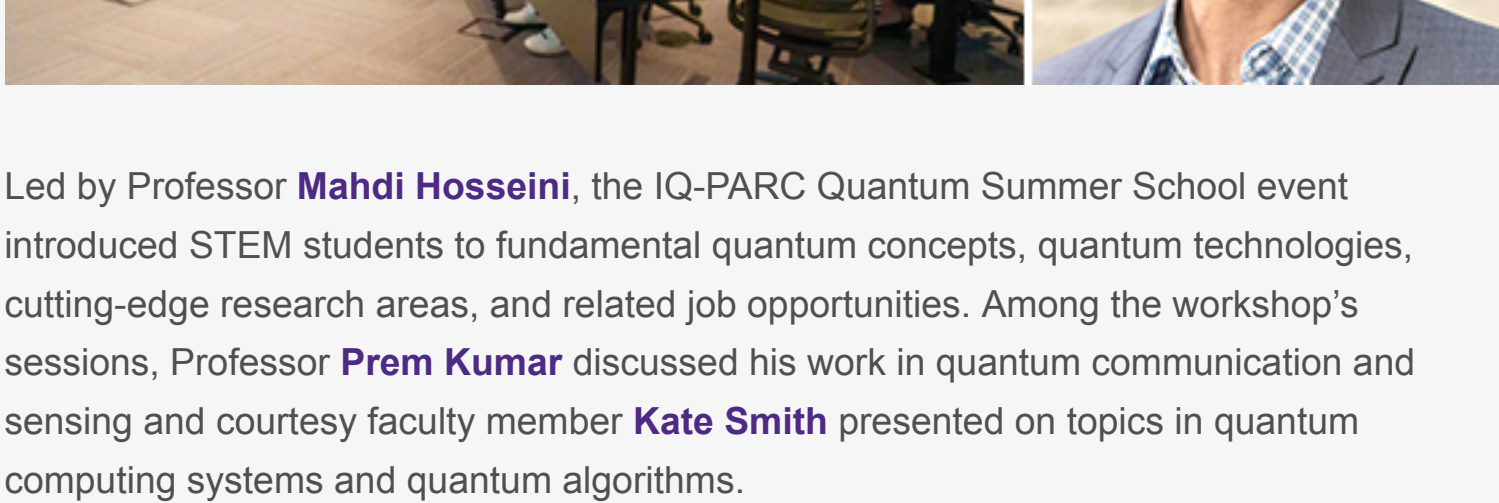 Led by Professor Mahdi Hosseini, the IQ-PARC Quantum Summer School event
introduced STEM students to fundamental quantum concepts, quantum technologies,
cutting-edge research areas, and related job opportunities. Among the workshop’s
sessions, Professor Prem Kumar discussed his work in quantum communication and
sensing and courtesy faculty member Kate Smith presented on topics in quantum
computing systems and quantum algorithms.